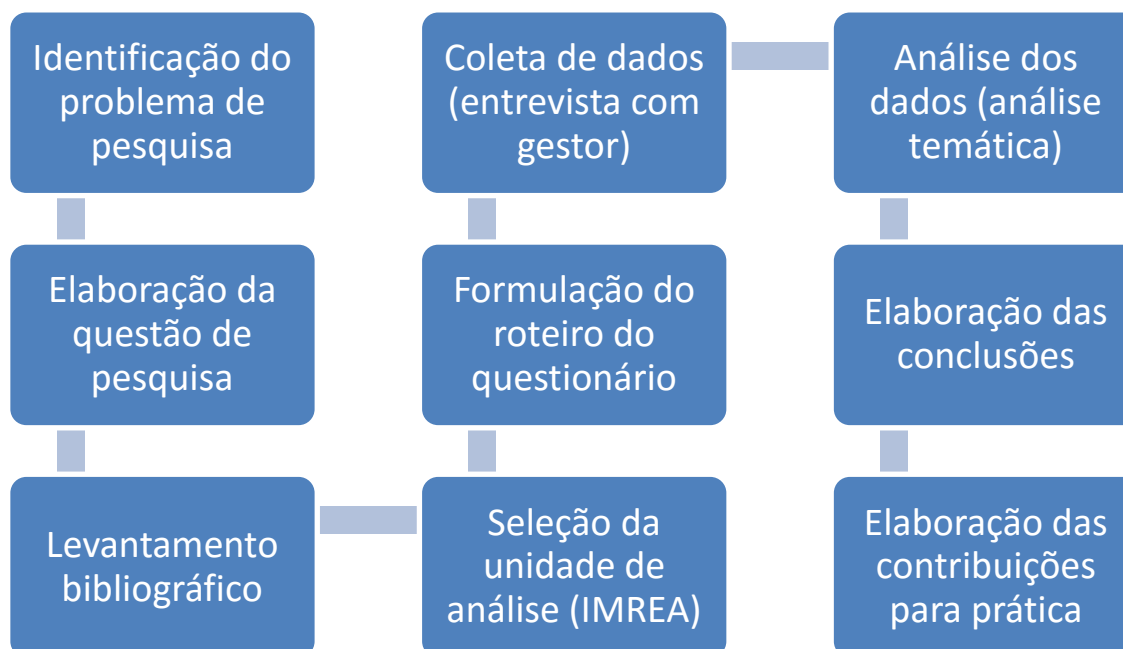 Identificação do
problema de
pesquisa
Elaboração da
questão de
pesquisa
Levantamento
bibliográfico
Seleção da
unidade de
análise (IMREA)
Formulação do
roteiro do
questionário
Coleta de dados
(entrevista com
gestor)
Análise dos
dados (análise
temática)
Elaboração das
conclusões
Elaboração das
contribuições
para prática